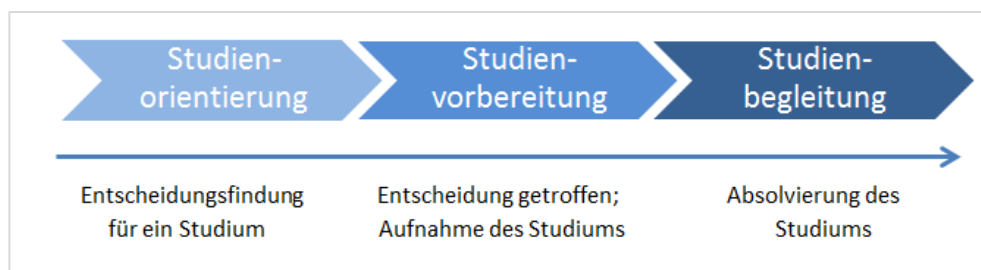 Studien-
orientierung
Studien-
vorbereitung
Studien-
begleitung
Entscheidungsfindung
für ein Studium
Entscheidung getroffen;
Aufnahme des Studiums
Absolvierung des
Studiums